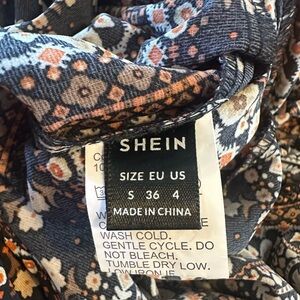 SHEIN
SIZE EU US
S 36 4
MADE IN CHINA
WASH COLD.
GENTLE CYCLE. DO
NOT BLEACH.
TUMBLE DRY LOW.